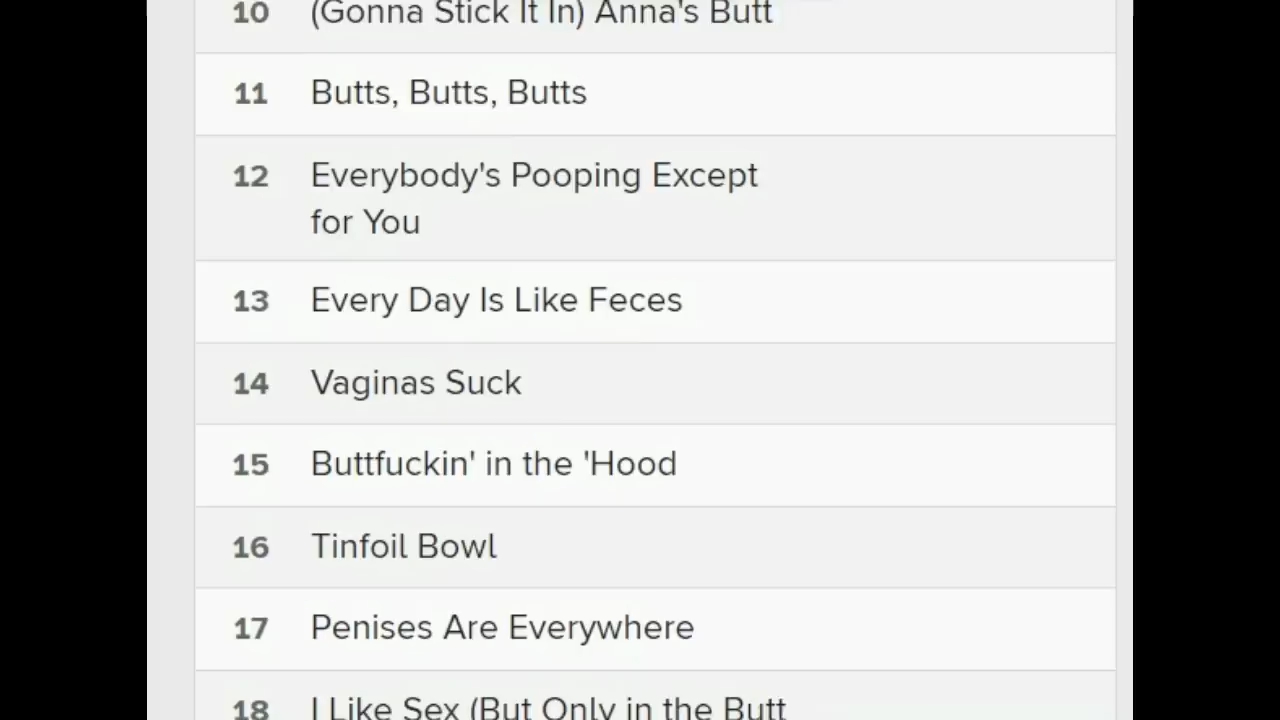 10 (Gonna Stick It In) Anna's Butt
11 Butts, Butts, Butts
12 Everybody's Pooping Except
for You
13 Every Day Is Like Feces
14 Vaginas Suck
15 Buttfuckin' in the 'Hood
16 Tinfoil Bowl
17 Penises Are Everywhere
18 I Like Sex (But Only in the Butt